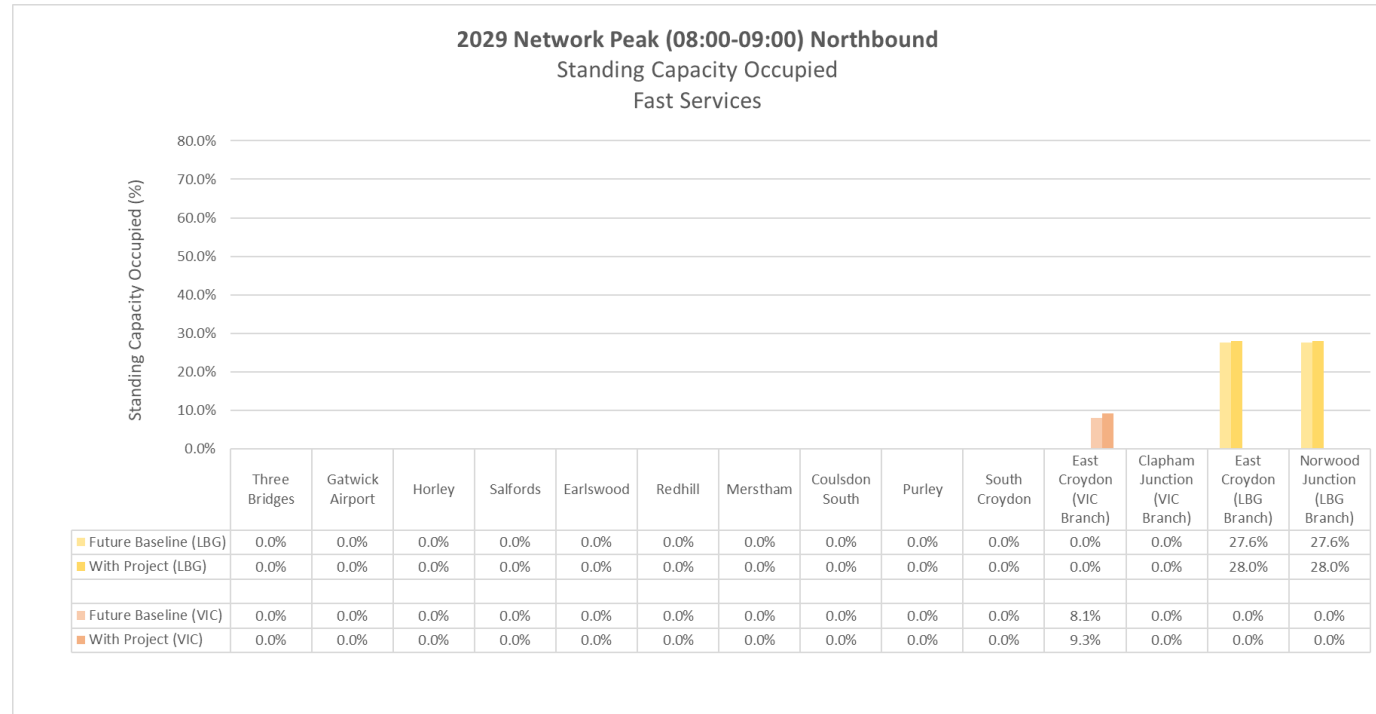 2029 Network Peak (08:00-09:00) Northbound
Standing Capacity Occupied
Fast Services
Standing Capacity Occupied (%)
80.0%
70.0%
60.0%
50.0%
40.0%
30.0%
20.0%
10.0%
0.0%
Three Bridges Gatwick Airport Horley Salfords Earlswood Redhill Merstham Coulsdon South Purley South Croydon East Croydon (VIC Branch) Clapham Junction (VIC Branch) East Croydon (LBG Branch) Norwood Junction (LBG Branch)
Future Baseline (LBG) 0.0% 0.0% 0.0% 0.0% 0.0% 0.0% 0.0% 0.0% 0.0% 0.0% 0.0% 0.0% 27.6% 27.6%
With Project (LBG) 0.0% 0.0% 0.0% 0.0% 0.0% 0.0% 0.0% 0.0% 0.0% 0.0% 0.0% 0.0% 28.0% 28.0%
Future Baseline (VIC) 0.0% 0.0% 0.0% 0.0% 0.0% 0.0% 0.0% 0.0% 0.0% 0.0% 8.1% 0.0% 0.0% 0.0%
With Project (VIC) 0.0% 0.0% 0.0% 0.0% 0.0% 0.0% 0.0% 0.0% 0.0% 0.0% 9.3% 0.0% 0.0% 0.0%